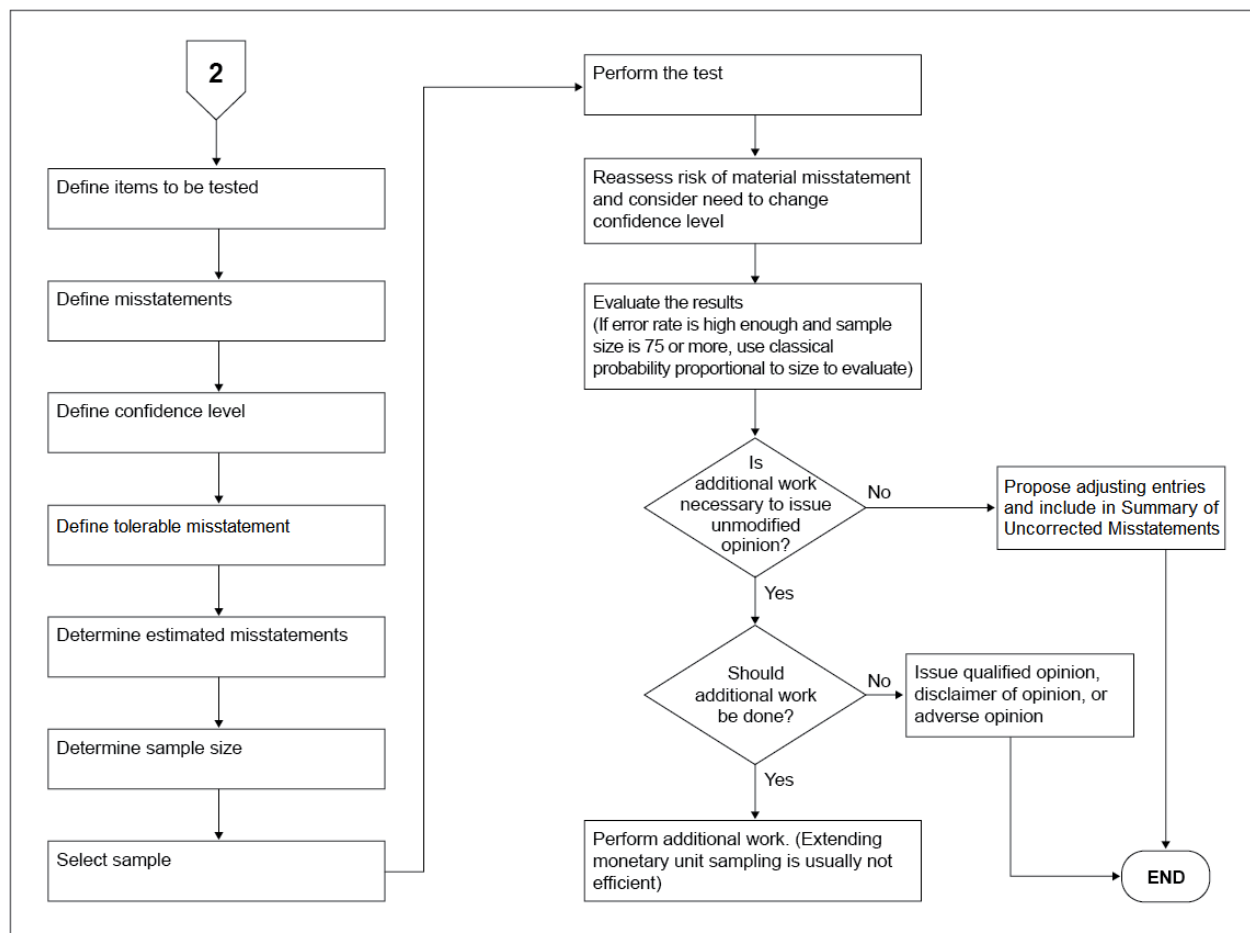 2
Define items to be tested
Define misstatements
Define confidence level
Define tolerable misstatement
Determine estimated misstatements
Determine sample size
Select sample
Perform the test
Reassess risk of material misstatement
and consider need to change
confidence level
Evaluate the results
(If error rate is high enough and sample
size is 75 or more, use classical
probability proportional to size to evaluate)
Is
additional work
necessary to issue
unmodified
opinion?
No
Propose adjusting entries
and include in Summary of
Uncorrected Misstatements
Yes
Should
additional work
be done?
No
Issue qualified opinion,
disclaimer of opinion, or
adverse opinion
Yes
Perform additional work. (Extending
monetary unit sampling is usually not
efficient)
END